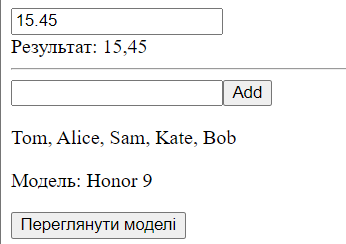 15.45
Результат: 15,45
Add
Tom, Alice, Sam, Kate, Bob
Модель: Honor 9
Переглянути моделі